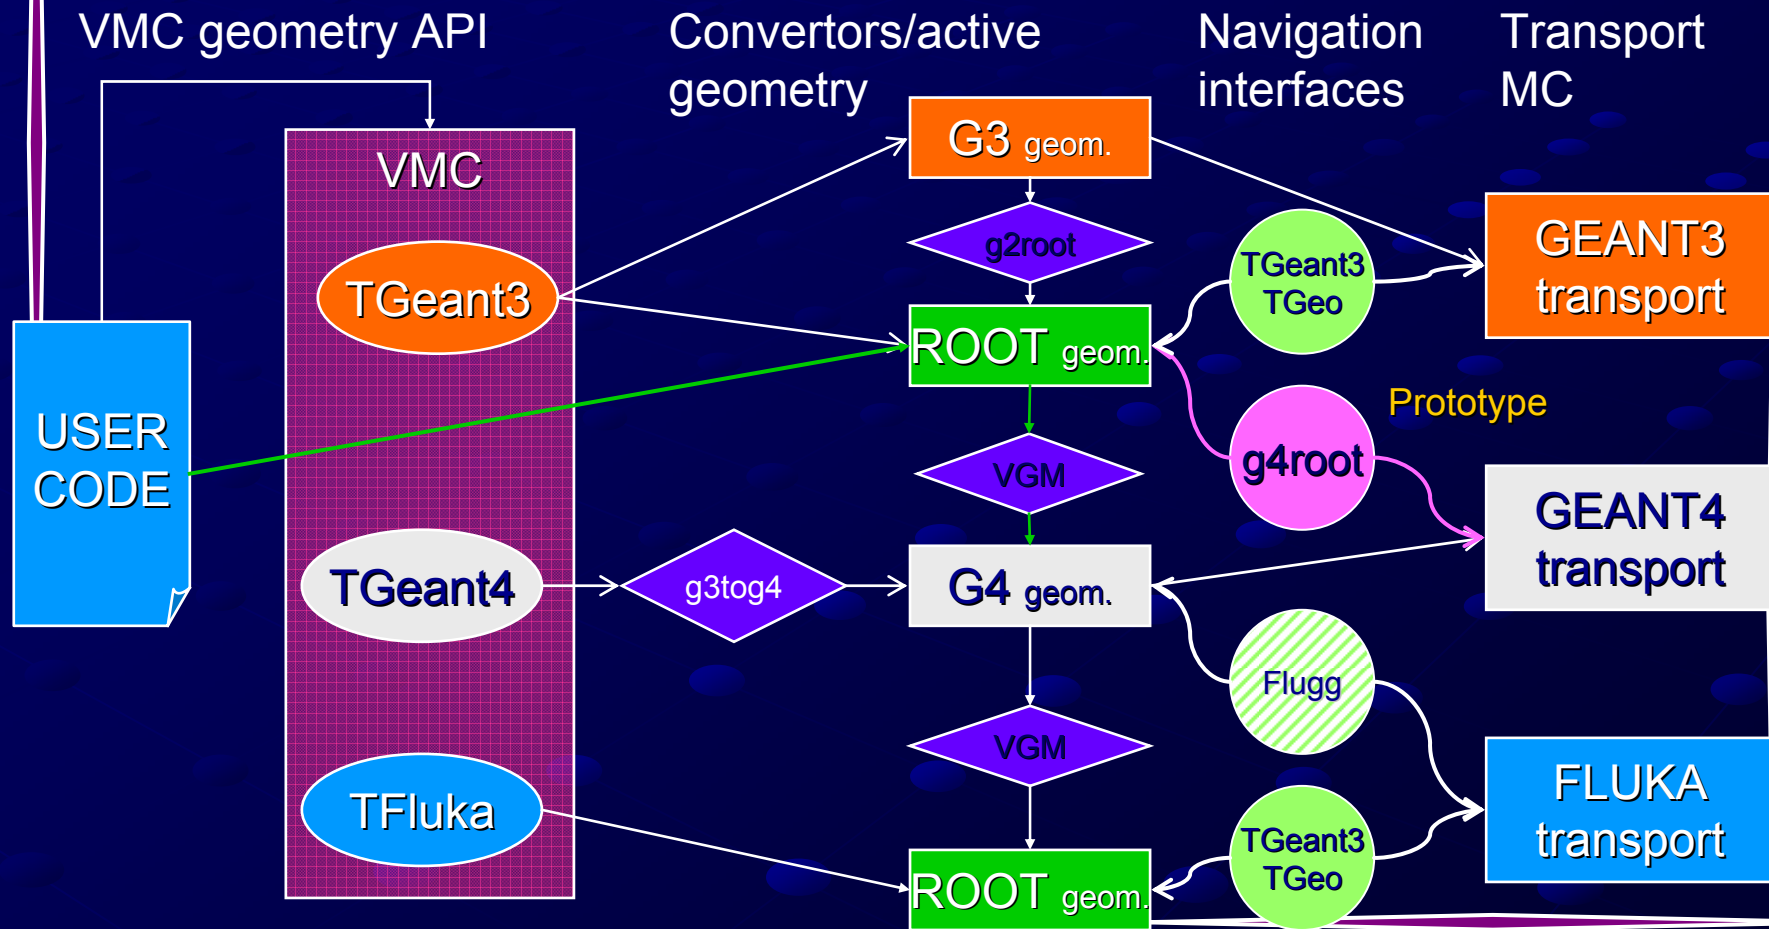 VMC geometry API
Convertors/active
geometry
Navigation
interfaces
Transport
MC
VMC
G3 geom.
g2root
TGeant3
TGeo
GEANT3
transport
TGeant3
ROOT geom.
Prototype
USER
CODE
VGM
g4root
GEANT4
transport
TGeant4
g3tog4
G4 geom.
Flugg
VGM
TFluka
FLUKA
transport
TGeant3
TGeo
ROOT geom.